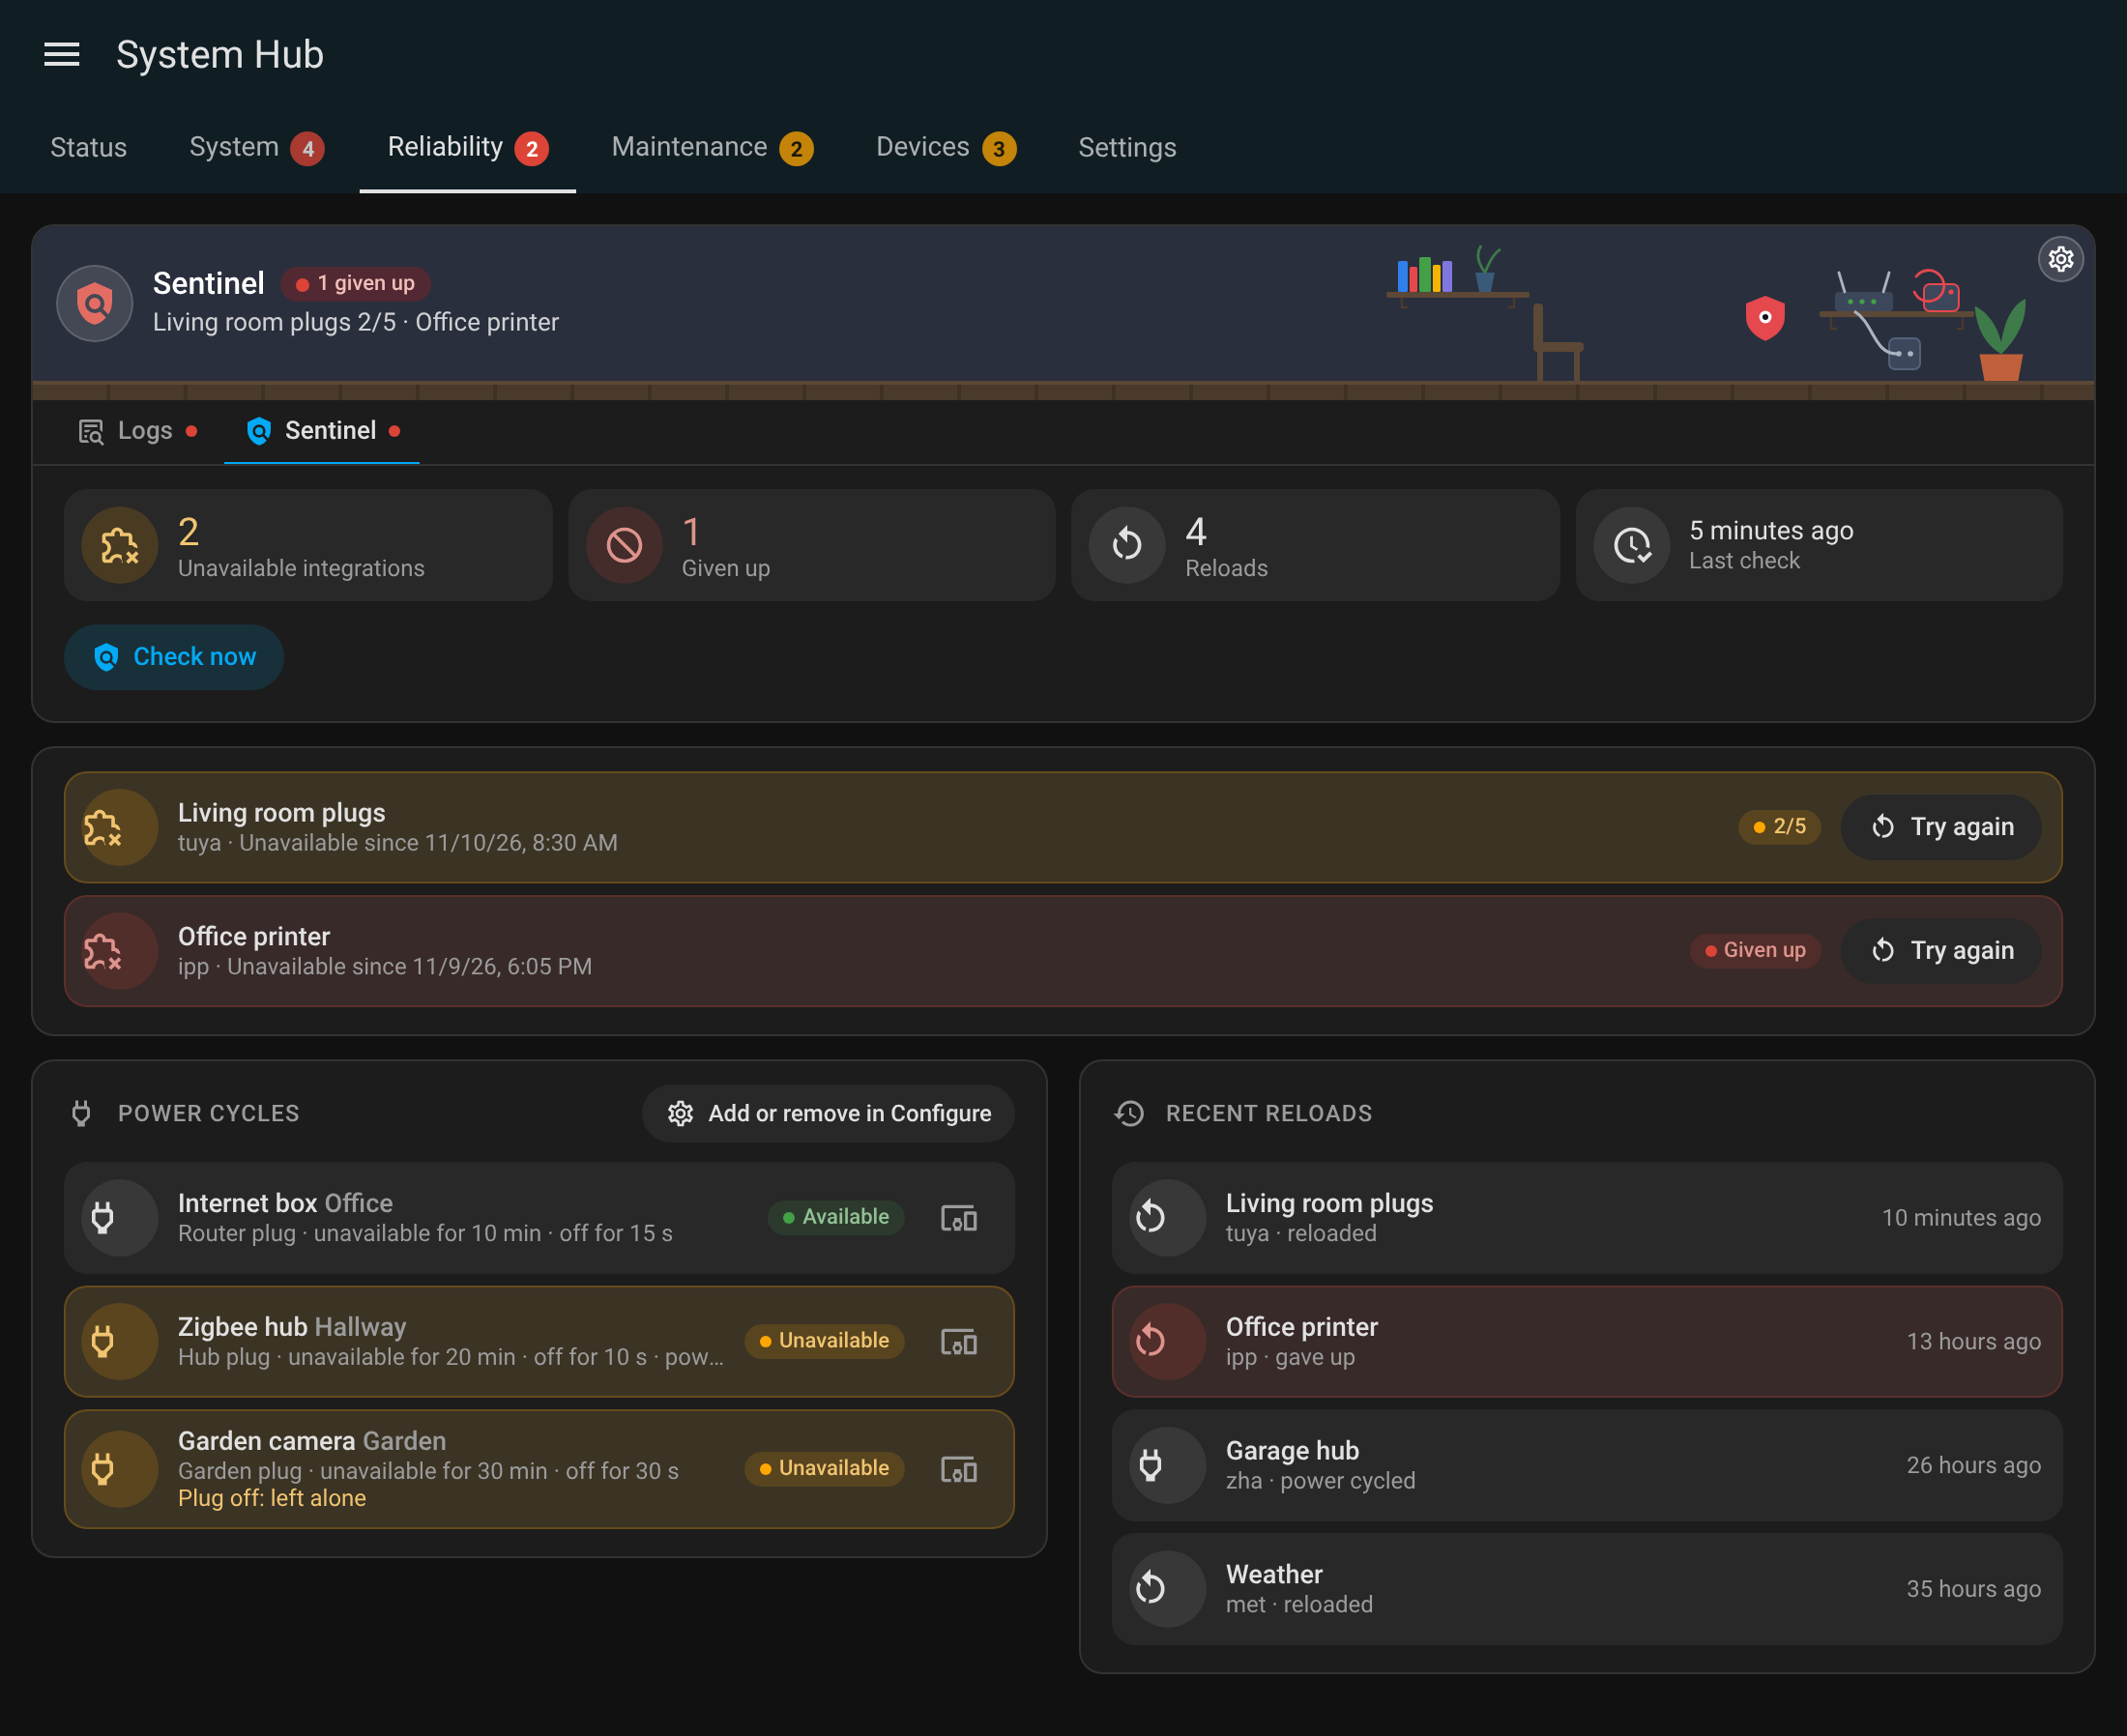 System Hub
Status
System 4
Reliability 2
Maintenance 2
Devices 3
Settings
Sentinel 1 given up
Living room plugs 2/5 · Office printer
Logs
Sentinel
2
Unavailable integrations
1
Given up
4
Reloads
5 minutes ago
Last check
Check now
Living room plugs
tuya · Unavailable since 11/10/26, 8:30 AM
2/5
Try again
Office printer
ipp · Unavailable since 11/9/26, 6:05 PM
Given up
Try again
POWER CYCLES
Add or remove in Configure
Internet box Office
Router plug · unavailable for 10 min · off for 15 s
Available
Zigbee hub Hallway
Hub plug · unavailable for 20 min · off for 10 s · pow...
Unavailable
Garden camera Garden
Garden plug · unavailable for 30 min · off for 30 s
Plug off: left alone
Unavailable
RECENT RELOADS
Living room plugs
tuya · reloaded
10 minutes ago
Office printer
ipp · gave up
13 hours ago
Garage hub
zha · power cycled
26 hours ago
Weather
met · reloaded
35 hours ago